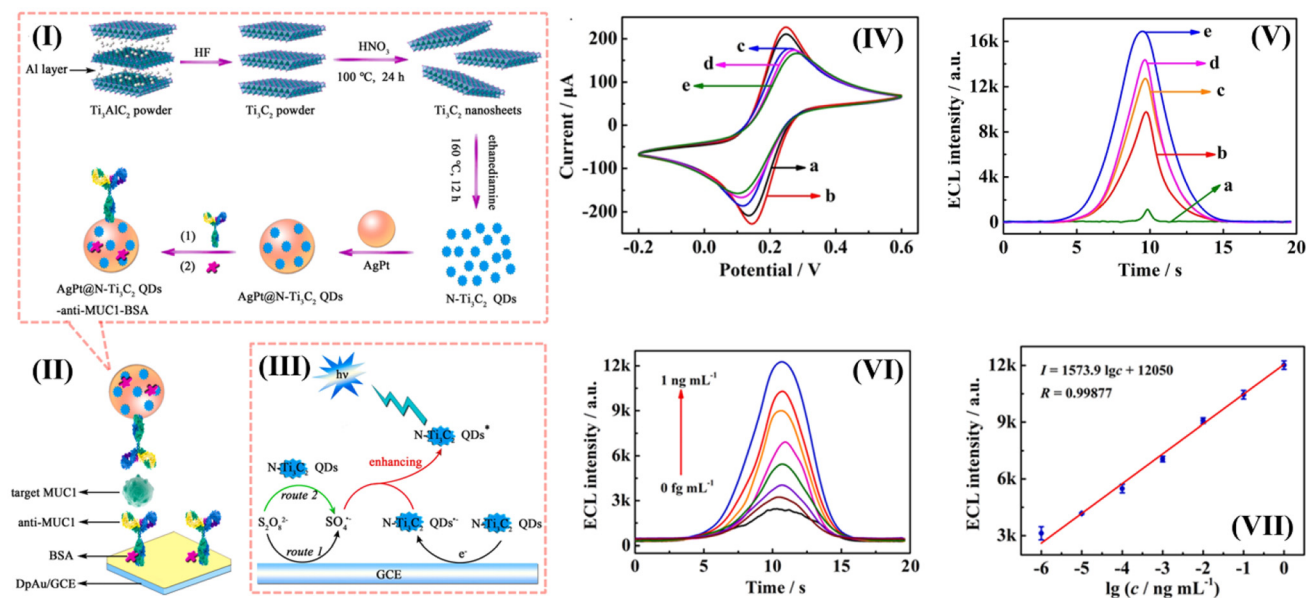 (I)
HF
HNO₃
100 °C, 24 h
Al layer
Ti₃AlC₂ powder
Ti₃C₂ powder
Ti₃C₂ nanosheets
ethanediamine
160 °C, 12 h
(1)
(2)
AgPt
AgPt@N-Ti₃C₂ QDs
-anti-MUC1-BSA
AgPt@N-Ti₃C₂ QDs
N-Ti₃C₂ QDs
(II)
target MUC1
anti-MUC1
BSA
DpAu/GCE
(III)
hν
N-Ti₃C₂ QDs*
enhancing
N-Ti₃C₂ QDs
route 2
S₂O₈²⁻
SO₄•⁻
N-Ti₃C₂ QDs•⁻
N-Ti₃C₂ QDs
route 1
e⁻
GCE
(IV)
Current / μA
200
100
0
-100
-200
c
d
e
a
b
-0.2
0.0
0.2
0.4
0.6
Potential / V
(V)
ECL intensity / a.u.
16k
12k
8k
4k
0
e
d
c
b
a
0
5
10
15
20
Time / s
(VI)
ECL intensity / a.u.
12k
9k
6k
3k
0
1 ng mL⁻¹
0 fg mL⁻¹
0
5
10
15
20
Time / s
I = 1573.9 lgc + 12050
R = 0.99877
ECL intensity / a.u.
12k
9k
6k
3k
(VII)
-6
-5
-4
-3
-2
-1
0
lg (c / ng mL⁻¹)